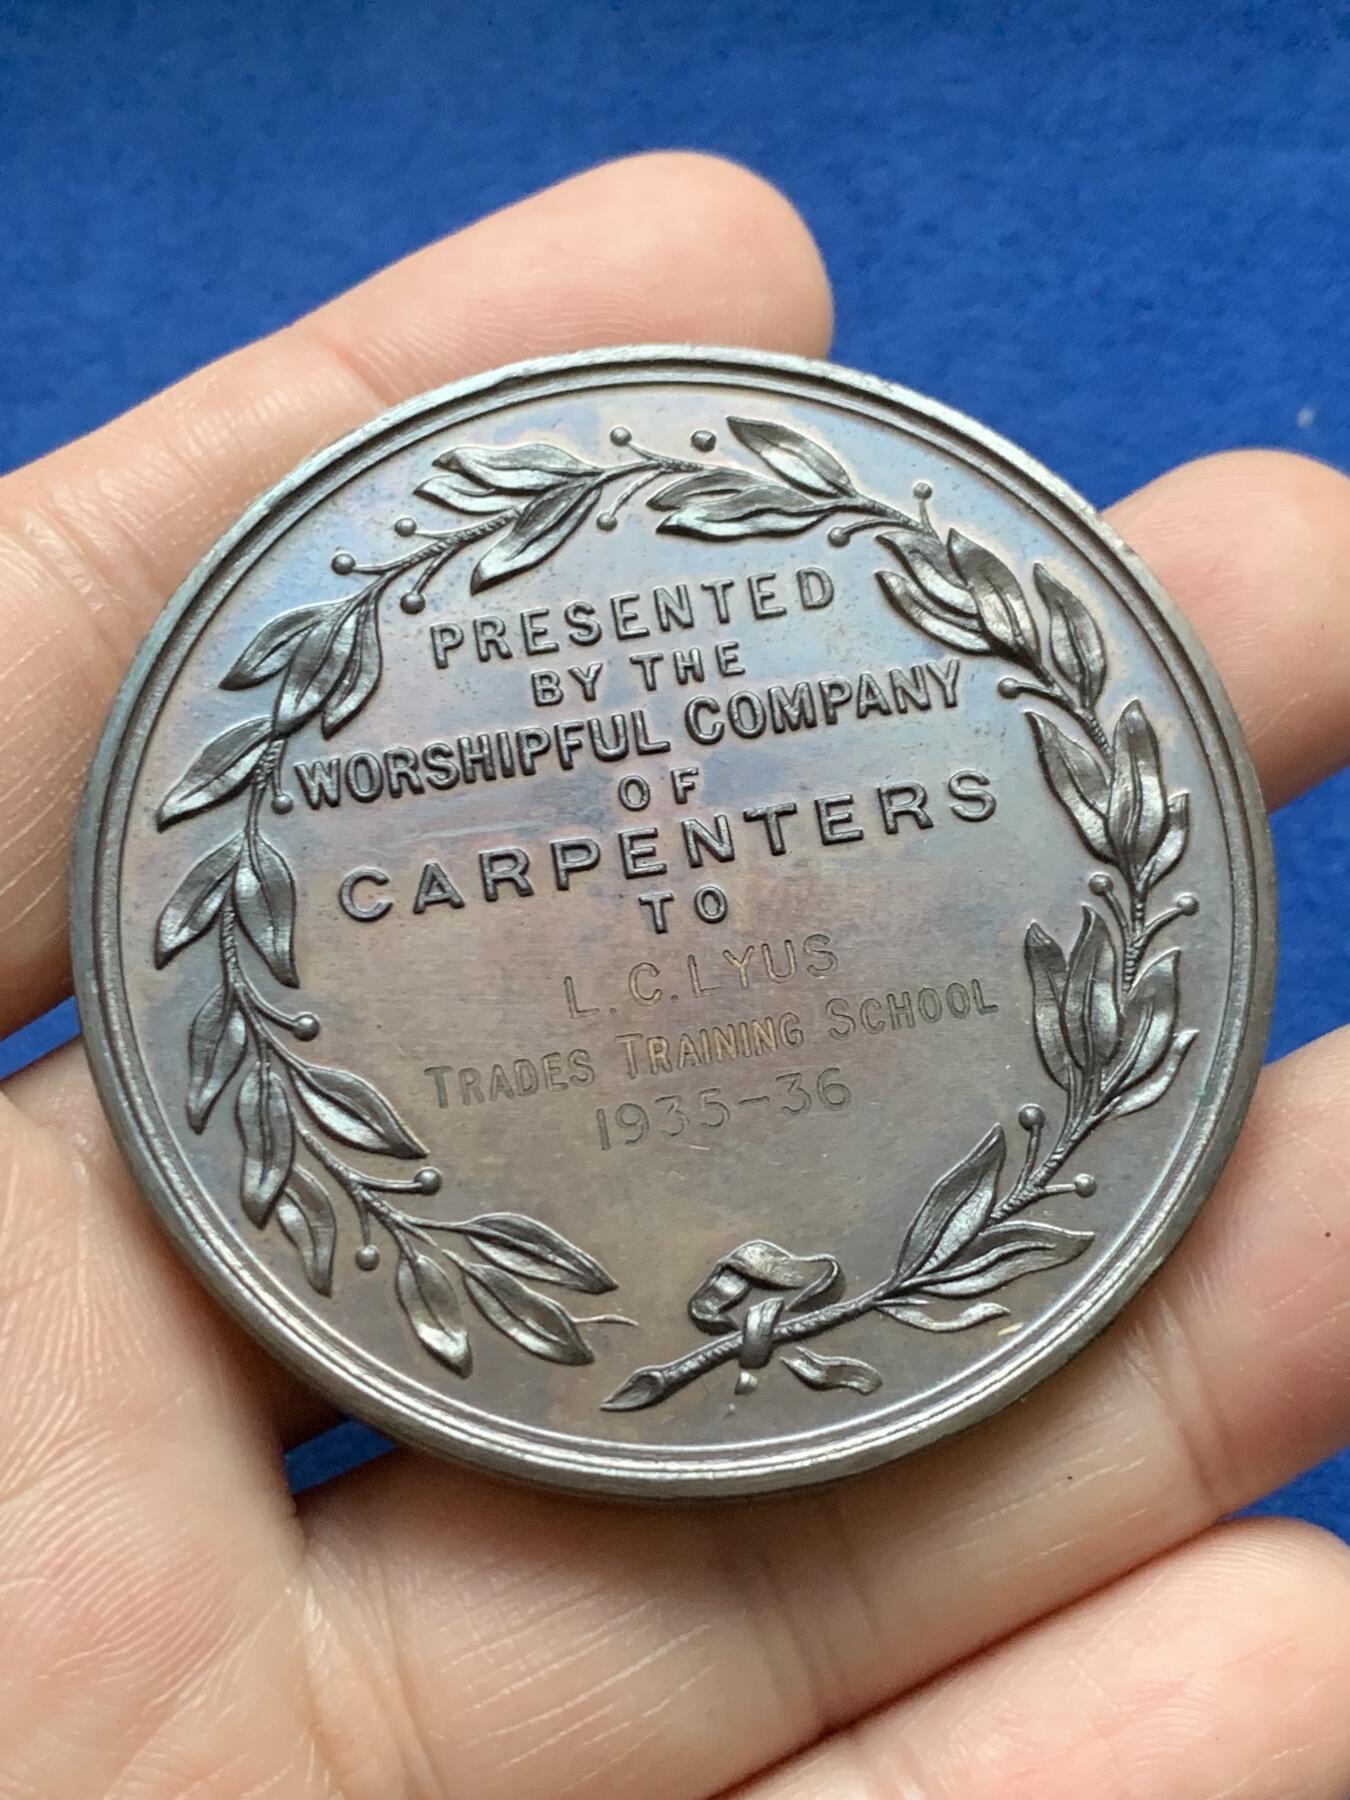 PRESENTED
BY THE
WORSHIPFUL COMPANY
OF
CARPENTERS
TO
L.C.LYUS
TRADES TRAINING SCHOOL
1935-36